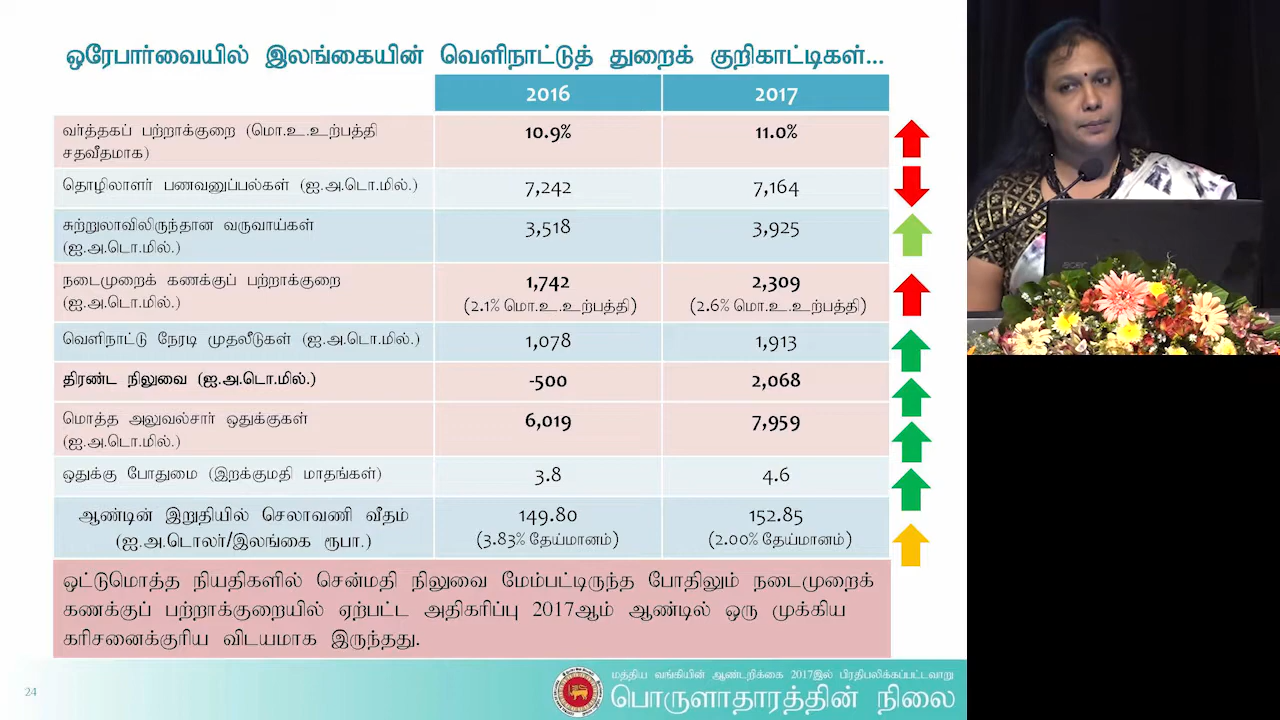 ஒரேபார்வையில் இலங்கையின் வெளிநாட்டுத் துறைக் குறிகாட்டிகள்...
2016 2017
வர்த்தகப் பற்றாக்குறை (மொ.உ.உற்பத்தி
சதவீதமாக) 10.9% 11.0%
தொழிலாளர் பணவனுப்பல்கள் (ஐ.அ.டொ.மில்.) 7,242 7,164
சுற்றுலாவிலிருந்தான வருவாய்கள்
(ஐ.அ.டொ.மில்.) 3,518 3,925
நடைமுறைக் கணக்குப் பற்றாக்குறை 1,742 2,309
(ஐ.அ.டொ.மில்.) (2.1% மொ.உ.உற்பத்தி) (2.6% மொ.உ.உற்பத்தி)
வெளிநாட்டு நேரடி முதலீடுகள் (ஐ.அ.டொ.மில்.) 1,078 1,913
திரண்ட நிலுவை (ஐ.அ.டொ.மில்.) -500 2,068
மொத்த அலுவல்சார் ஒதுக்குகள்
(ஐ.அ.டொ.மில்.) 6,019 7,959
ஒதுக்கு போதுமை (இறக்குமதி மாதங்கள்) 3.8 4.6
ஆண்டின் இறுதியில் செலாவணி வீதம் 149.80 152.85
(ஐ.அ.டொலர்/இலங்கை ரூபா.) (3.83% தேய்மானம்) (2.00% தேய்மானம்)
ஒட்டுமொத்த நியதிகளில் சென்மதி நிலுவை மேம்பட்டிருந்த போதிலும் நடைமுறைக்
கணக்குப் பற்றாக்குறையில் ஏற்பட்ட அதிகரிப்பு 2017ஆம் ஆண்டில் ஒரு முக்கிய
கரிசனைக்குரிய விடயமாக இருந்தது.
மத்திய வங்கியின் ஆண்டறிக்கை 2017இல் பிரதிபலிக்கப்பட்டவாறு
பொருளாதாரத்தின் நிலை
24